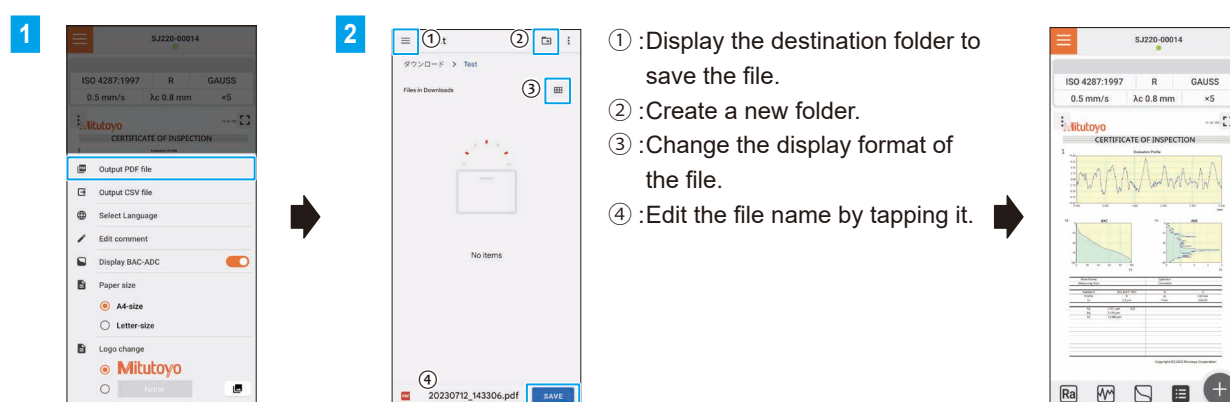 1
SJ220-00014
ISO 4287:1997 R GAUSS
0.5 mm/s λc 0.8 mm ×5
Mitutoyo
CERTIFICATE OF INSPECTION
Output PDF file
Output CSV file
Select Language
Edit comment
Display BAC-ADC
Paper size
A4-size
Letter-size
Logo change
Mitutoyo
None
2
① .t ②
ダウンロード > Test
Files in Downloads ③
No items
④
PDF 20230712_143306.pdf SAVE
① :Display the destination folder to
save the file.
② :Create a new folder.
③ :Change the display format of
the file.
④ :Edit the file name by tapping it.
SJ220-00014
ISO 4287:1997 R GAUSS
0.5 mm/s λc 0.8 mm ×5
Mitutoyo
CERTIFICATE OF INSPECTION
Evaluation Profile
BAC ADC
Ra